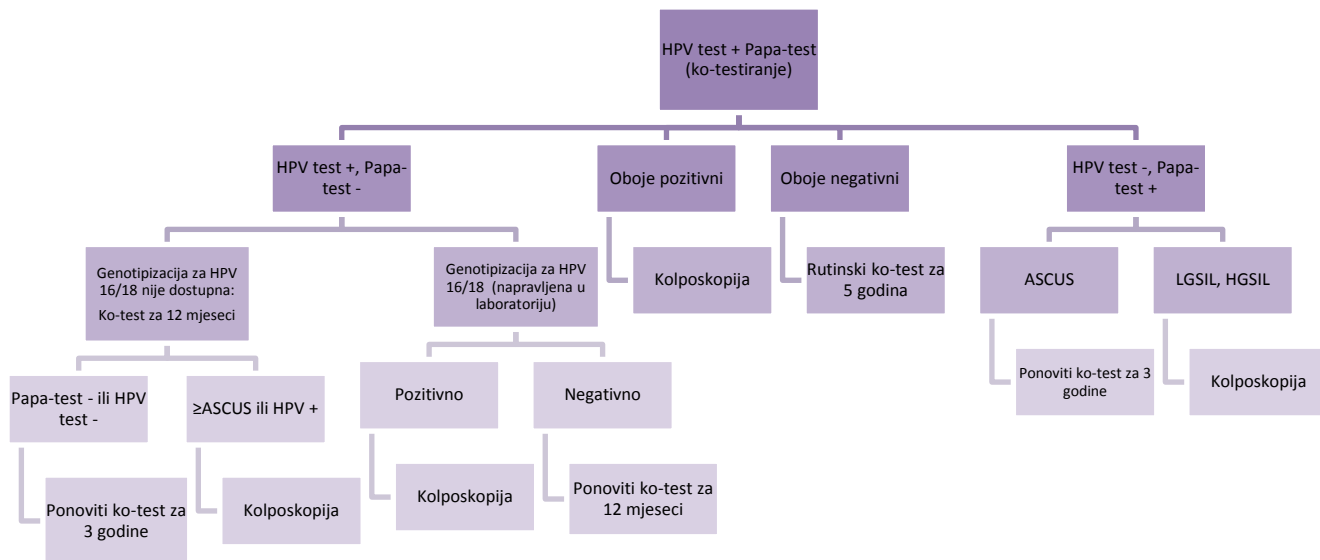 HPV test + Papa-test
(ko-testiranje)
HPV test +, Papa-
test -
Oboje pozitivni
Oboje negativni
HPV test -, Papa-
test +
Genotipizacija za HPV
16/18 nije dostupna:
Ko-test za 12 mjeseci
Genotipizacija za HPV
16/18 (napravljena u
laboratoriju)
Kolposkopija
Rutinski ko-test za
5 godina
ASCUS
LGSIL, HGSIL
Papa-test - ili HPV
test -
≥ASCUS ili HPV +
Pozitivno
Negativno
Ponoviti ko-test za 3
godine
Kolposkopija
Ponoviti ko-test za
3 godine
Kolposkopija
Kolposkopija
Ponoviti ko-test za
12 mjeseci